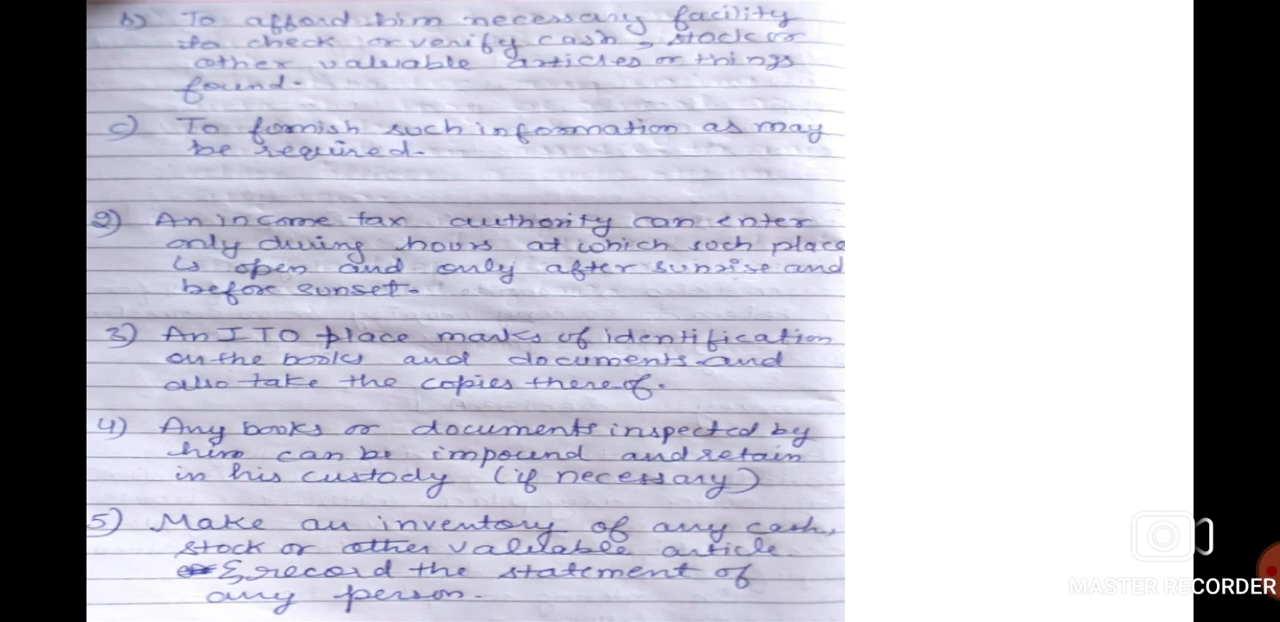 b) To afford him necessary facility
to check or verify cash, stock or
other valuable articles or things
found.
c) To furnish such information as may
be required.
2) An income tax authority can enter
only during hours at which such place
is open and only after sunrise and
before sunset.
3) An ITO place marks of identification
on the books and documents and
also take the copies there of.
4) Any books or documents inspected by
him can be impound and retain
in his custody (if necessary)
5) Make an inventory of any cash,
stock or other valuable article
& record the statement of
any person.
MASTER RECORDER